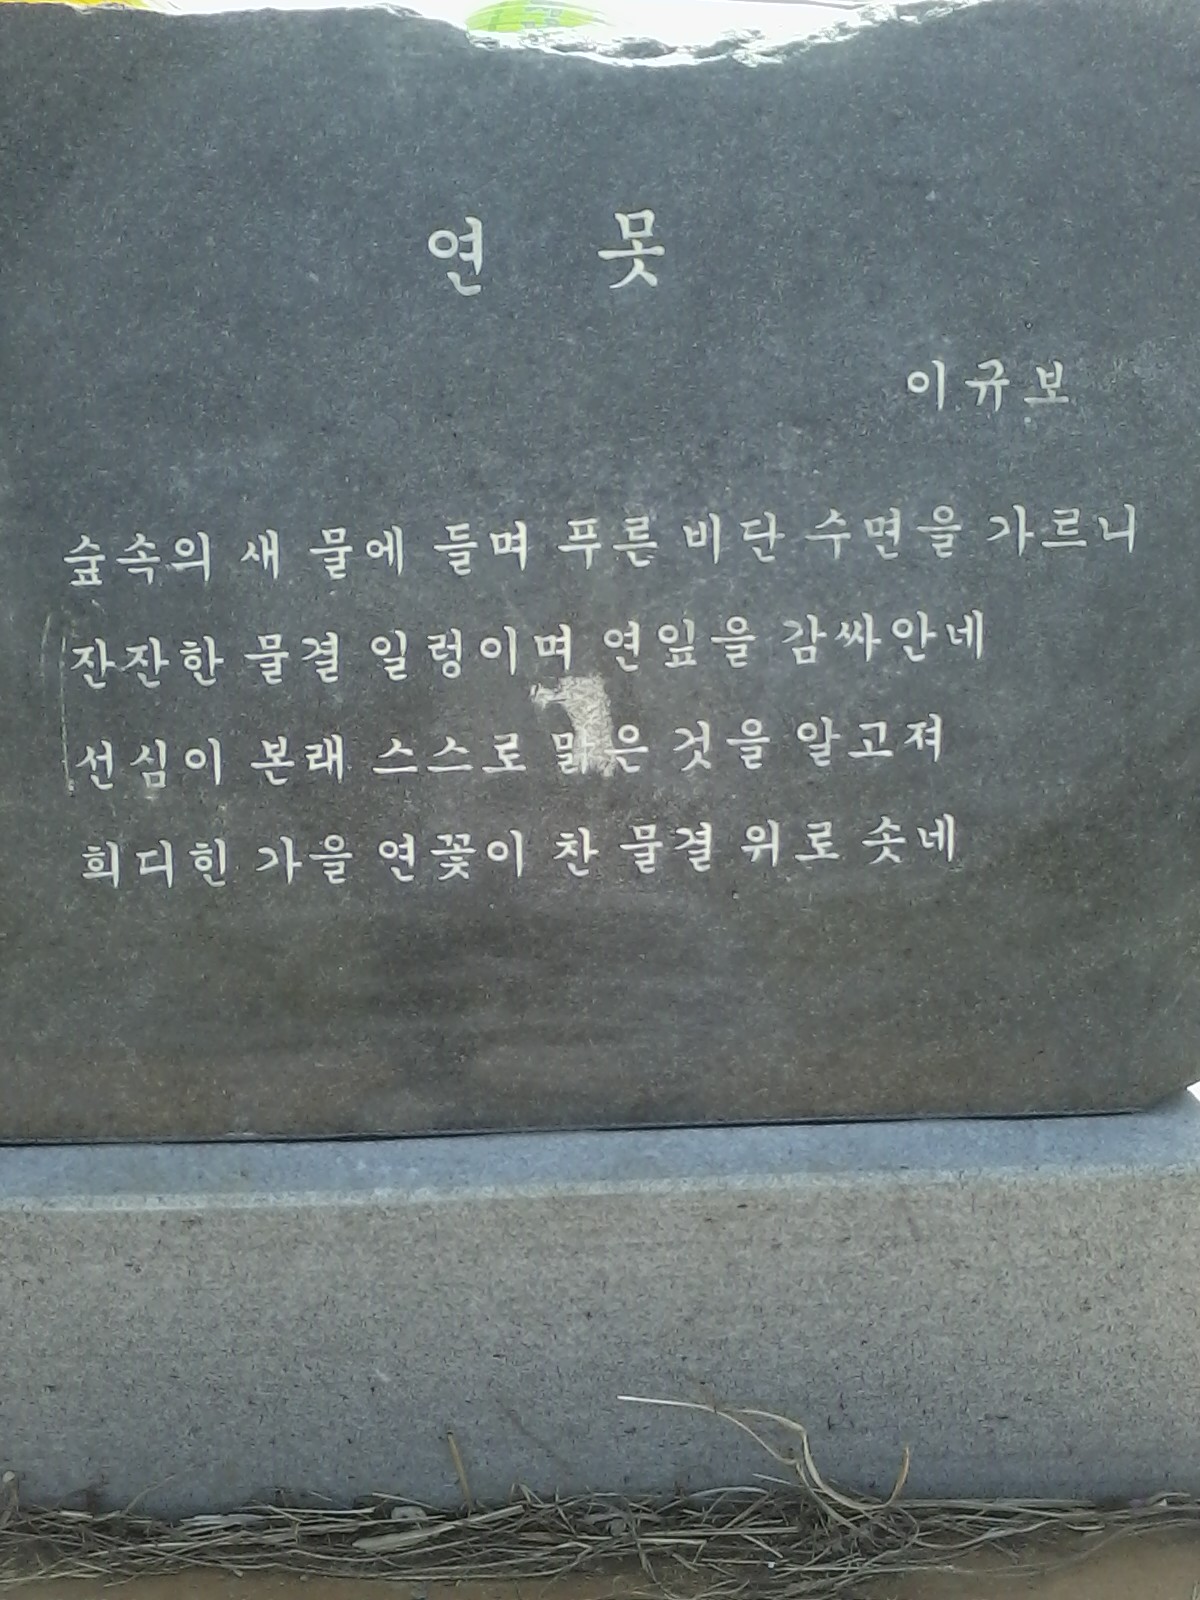 연 못
이규보
숲속의 새 물에 들며 푸른 비단 수면을 가르니
잔잔한 물결 일렁이며 연잎을 감싸안네
선심이 본래 스스로 맑은 것을 알고져
희디힌 가을 연꽃이 찬 물결 위로 솟네